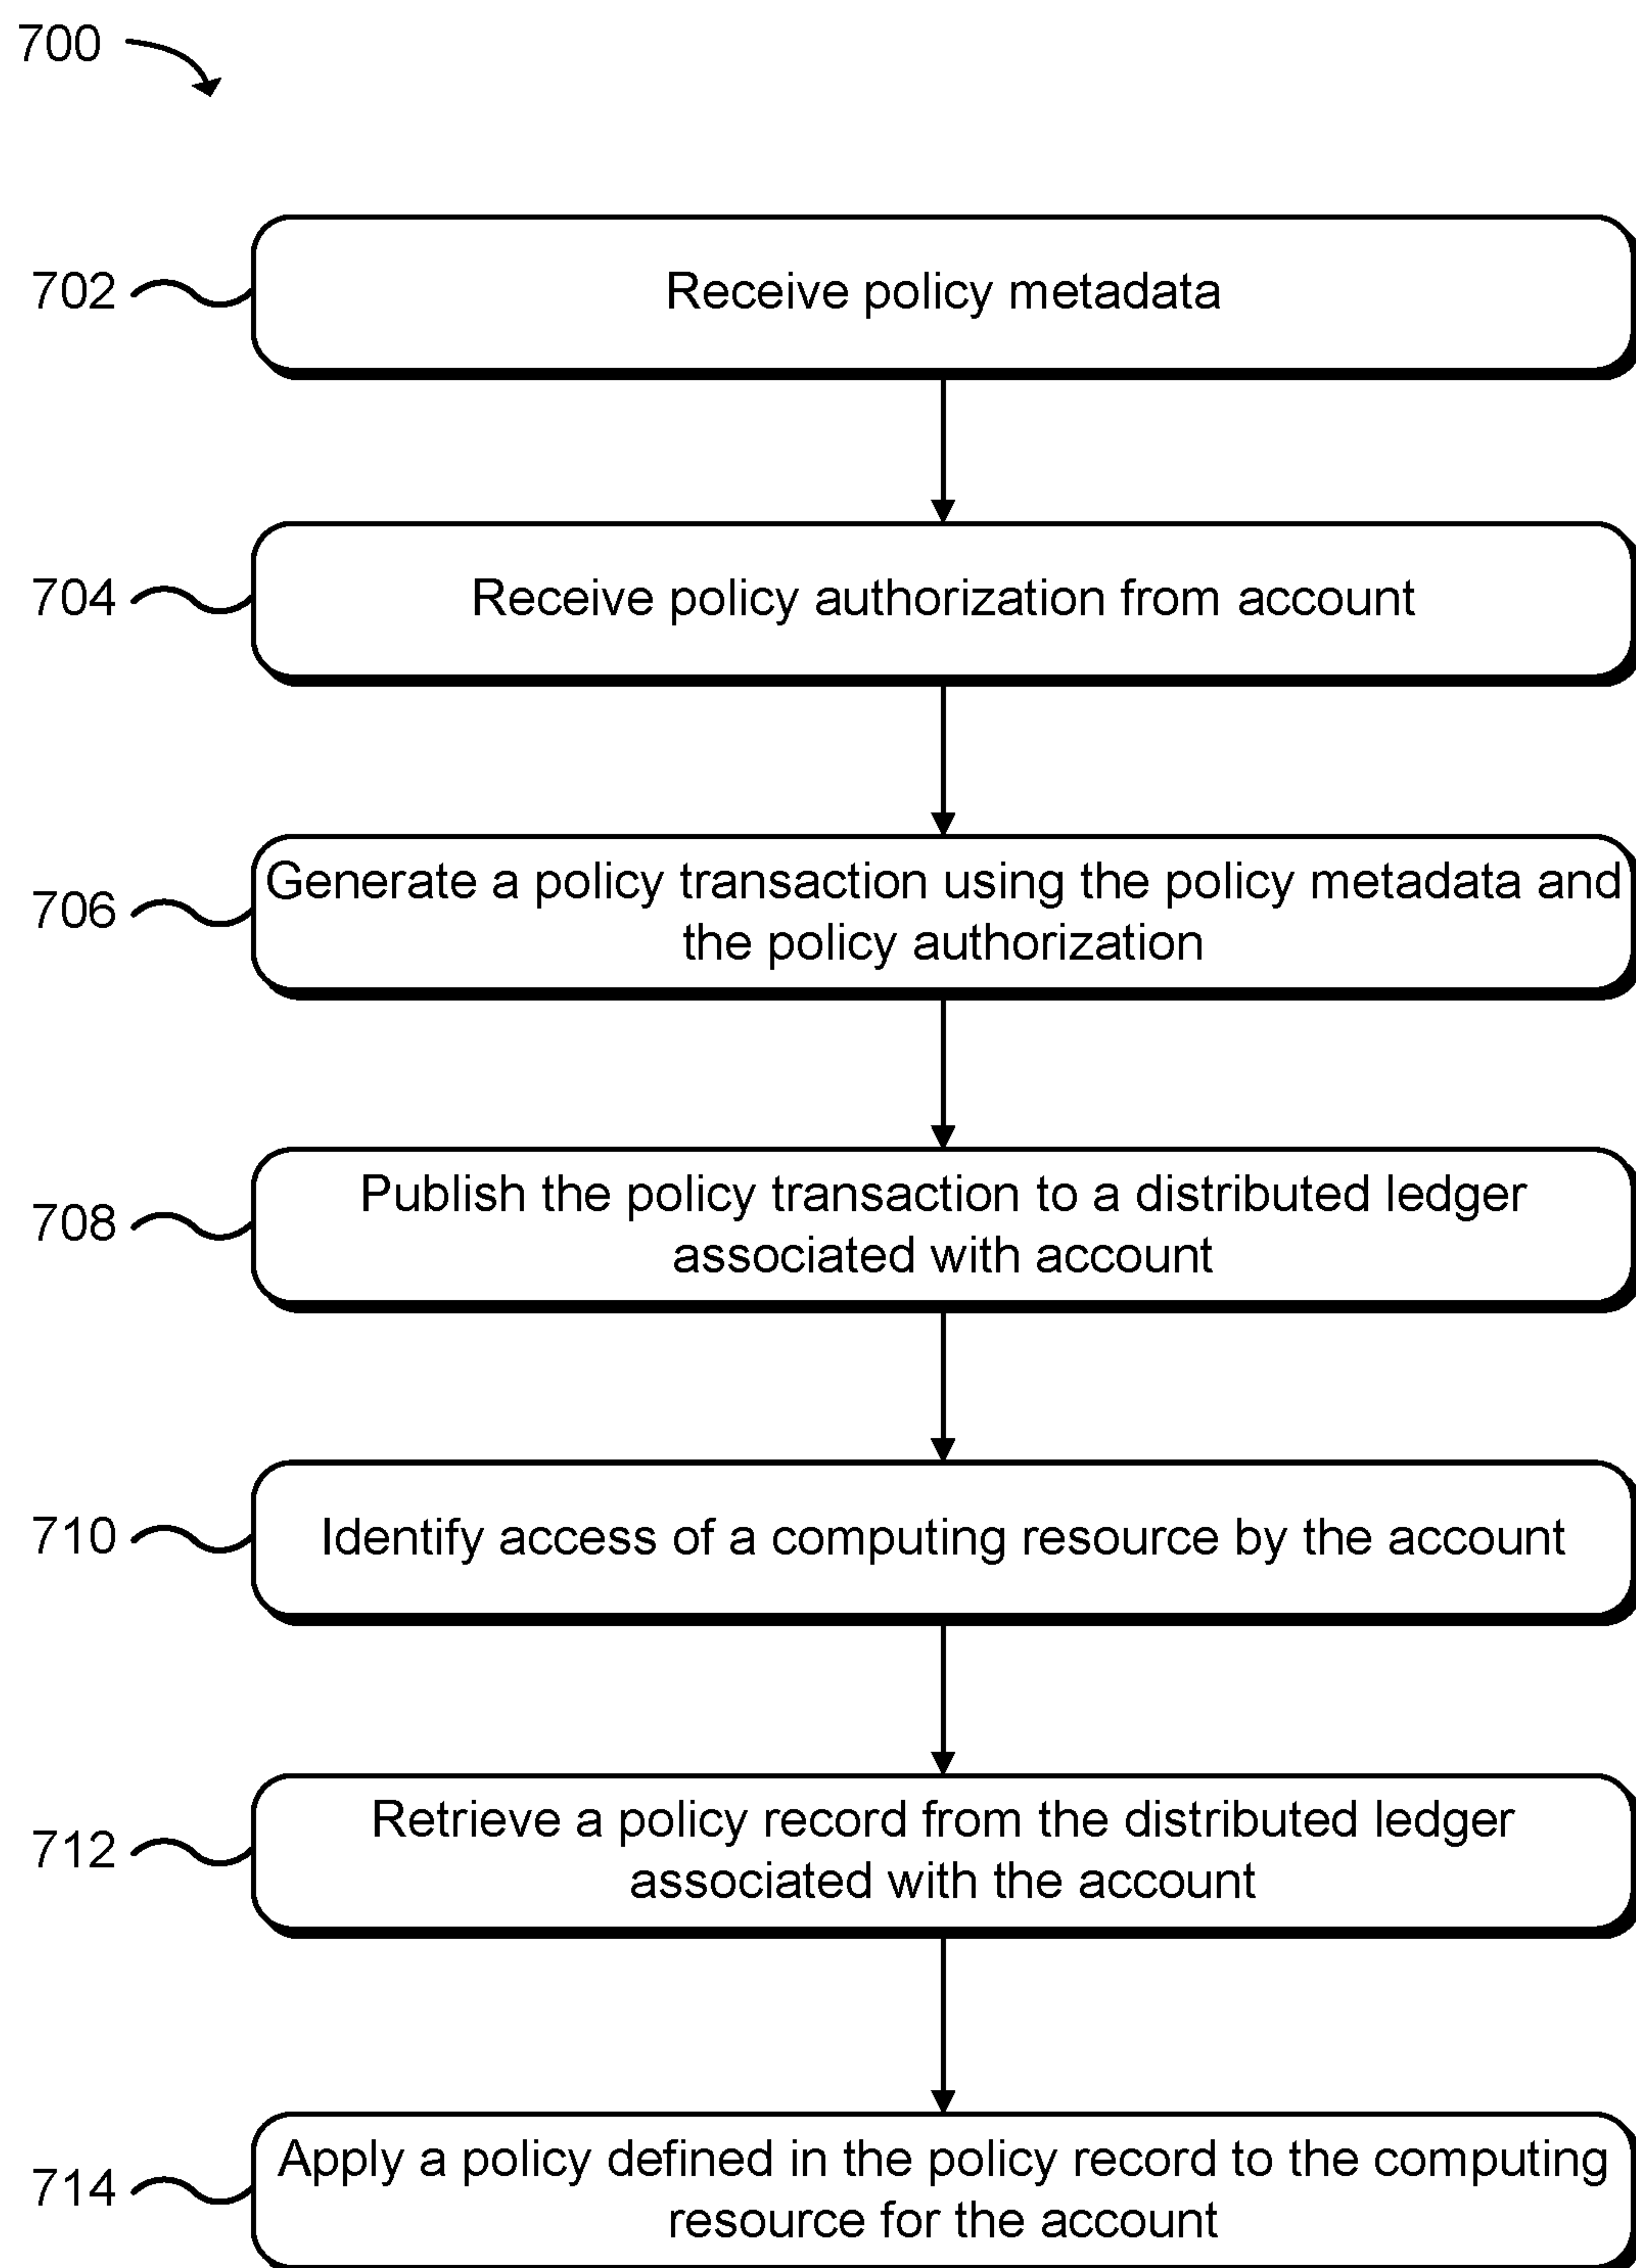 700
702
Receive policy metadata
704
Receive policy authorization from account
706
Generate a policy transaction using the policy metadata and
the policy authorization
708
Publish the policy transaction to a distributed ledger
associated with account
710
Identify access of a computing resource by the account
712
Retrieve a policy record from the distributed ledger
associated with the account
714
Apply a policy defined in the policy record to the computing
resource for the account